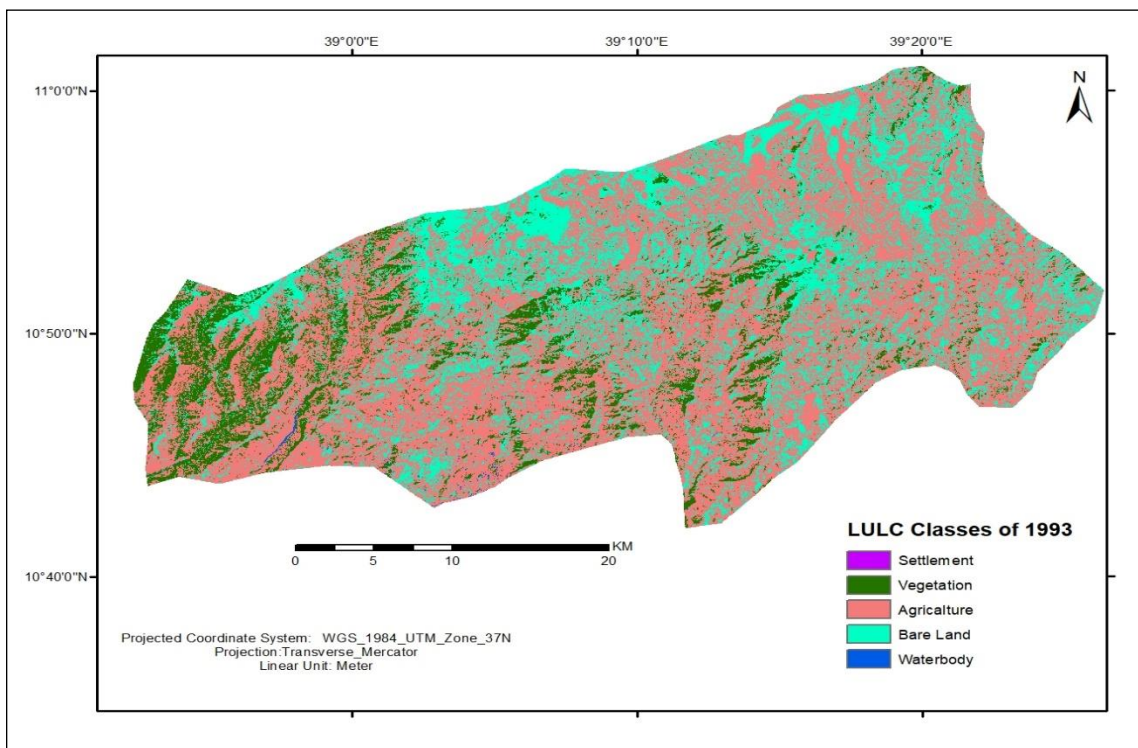 39°0'0"E 39°10'0"E 39°20'0"E
N
11°0'0"N
10°50'0"N
10°40'0"N
KM
0 5 10 20
LULC Classes of 1993
Settlement
Vegetation
Agricalture
Bare Land
Waterbody
Projected Coordinate System: WGS_1984_UTM_Zone_37N
Projection:Transverse_Mercator
Linear Unit: Meter